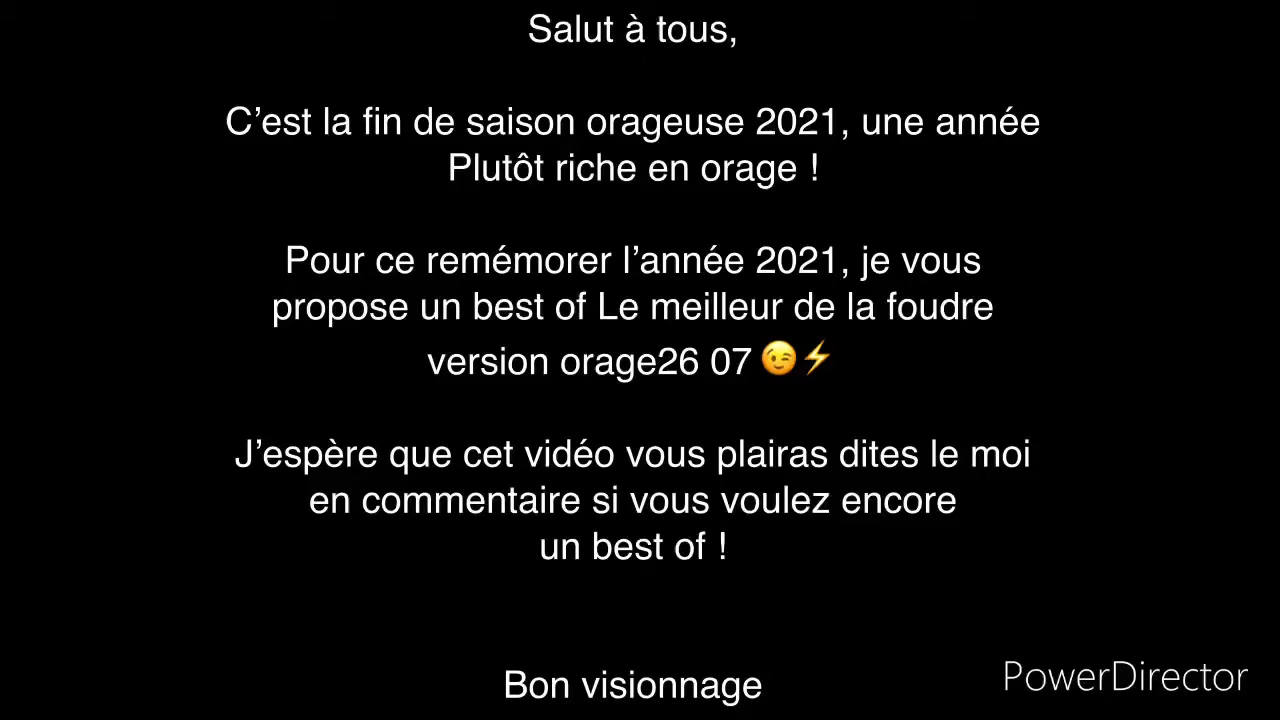 Salut à tous,
C’est la fin de saison orageuse 2021, une année
Plutôt riche en orage !
Pour ce remémorer l’année 2021, je vous
propose un best of Le meilleur de la foudre
version orage26 07 😉⚡
J’espère que cet vidéo vous plairas dites le moi
en commentaire si vous voulez encore
un best of !
Bon visionnage
PowerDirector